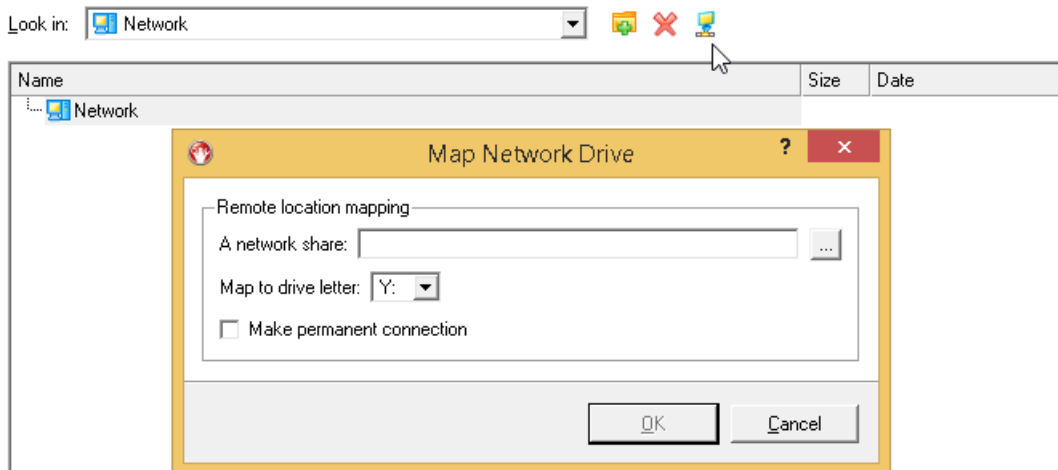 Look in: Network
Name Size Date
Network
Map Network Drive ? ×
Remote location mapping
A network share: ...
Map to drive letter: Y:
Make permanent connection
OK Cancel